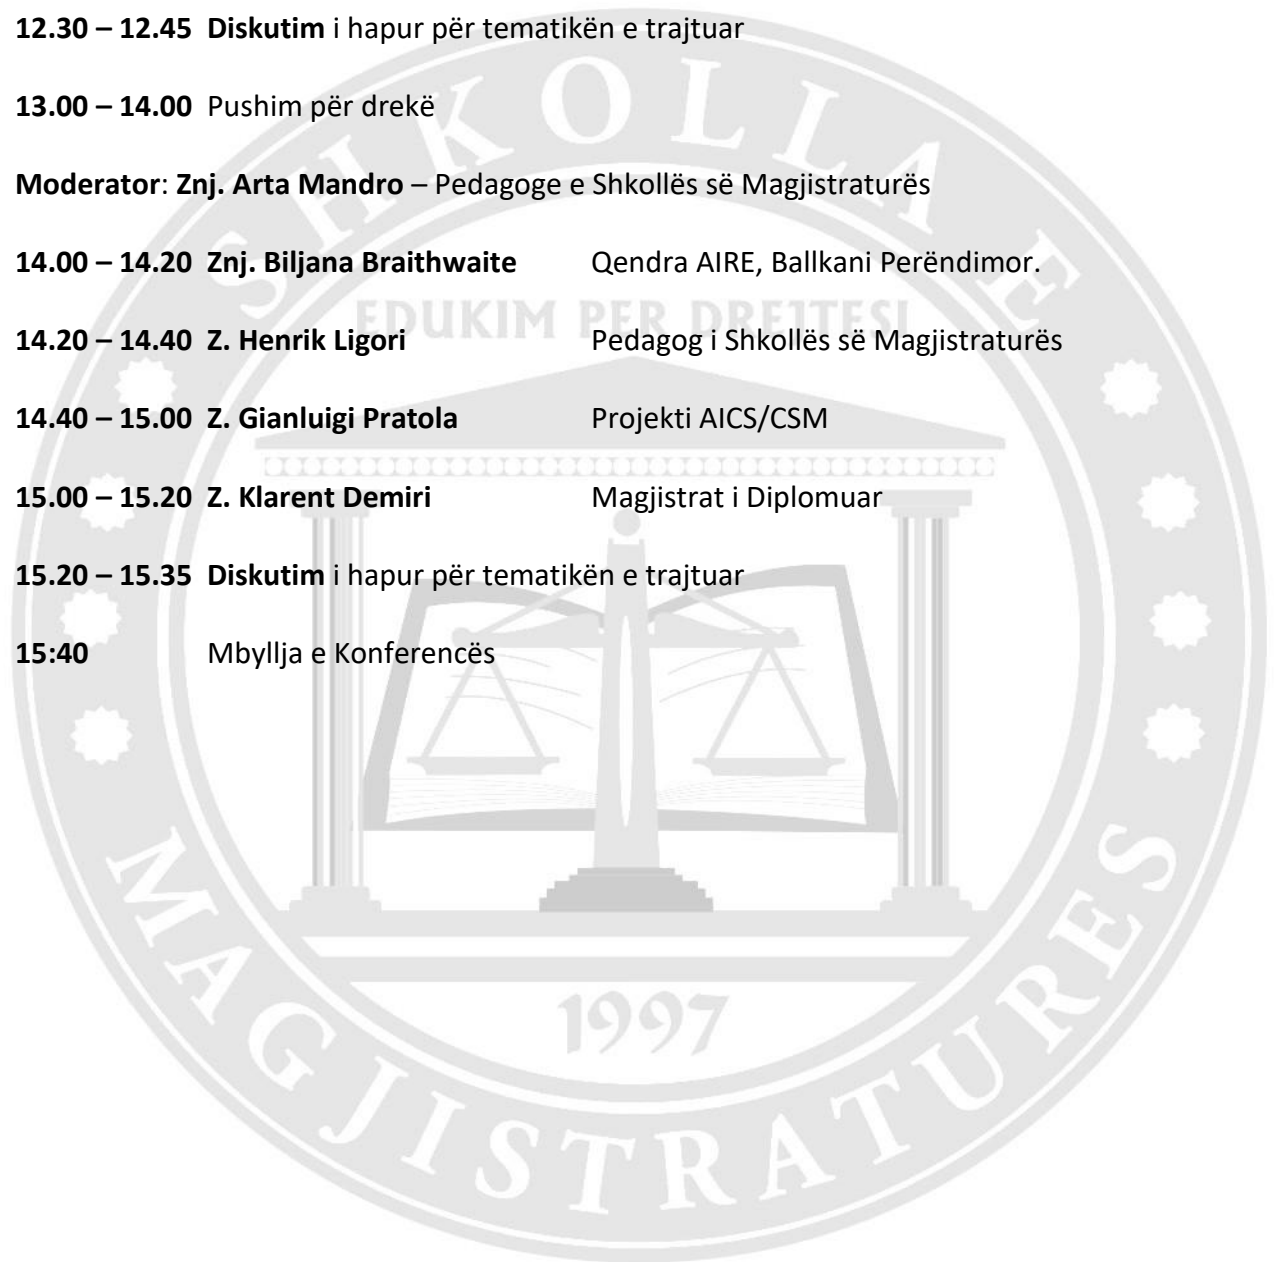 12.30 – 12.45 Diskutim i hapur për tematikën e trajtuar
13.00 – 14.00 Pushim për drekë
Moderator: Znj. Arta Mandro – Pedagoge e Shkollës së Magjistraturës
14.00 – 14.20 Znj. Biljana Braithwaite Qendra AIRE, Ballkani Perëndimor.
14.20 – 14.40 Z. Henrik Ligori Pedagog i Shkollës së Magjistraturës
14.40 – 15.00 Z. Gianluigi Pratola Projekti AICS/CSM
15.00 – 15.20 Z. Klarent Demiri Magjistrat i Diplomuar
15.20 – 15.35 Diskutim i hapur për tematikën e trajtuar
15:40 Mbyllja e Konferencës
SHKOLLA E
EDUKIM PER DREJTESI
1997
MAGJISTRATURES